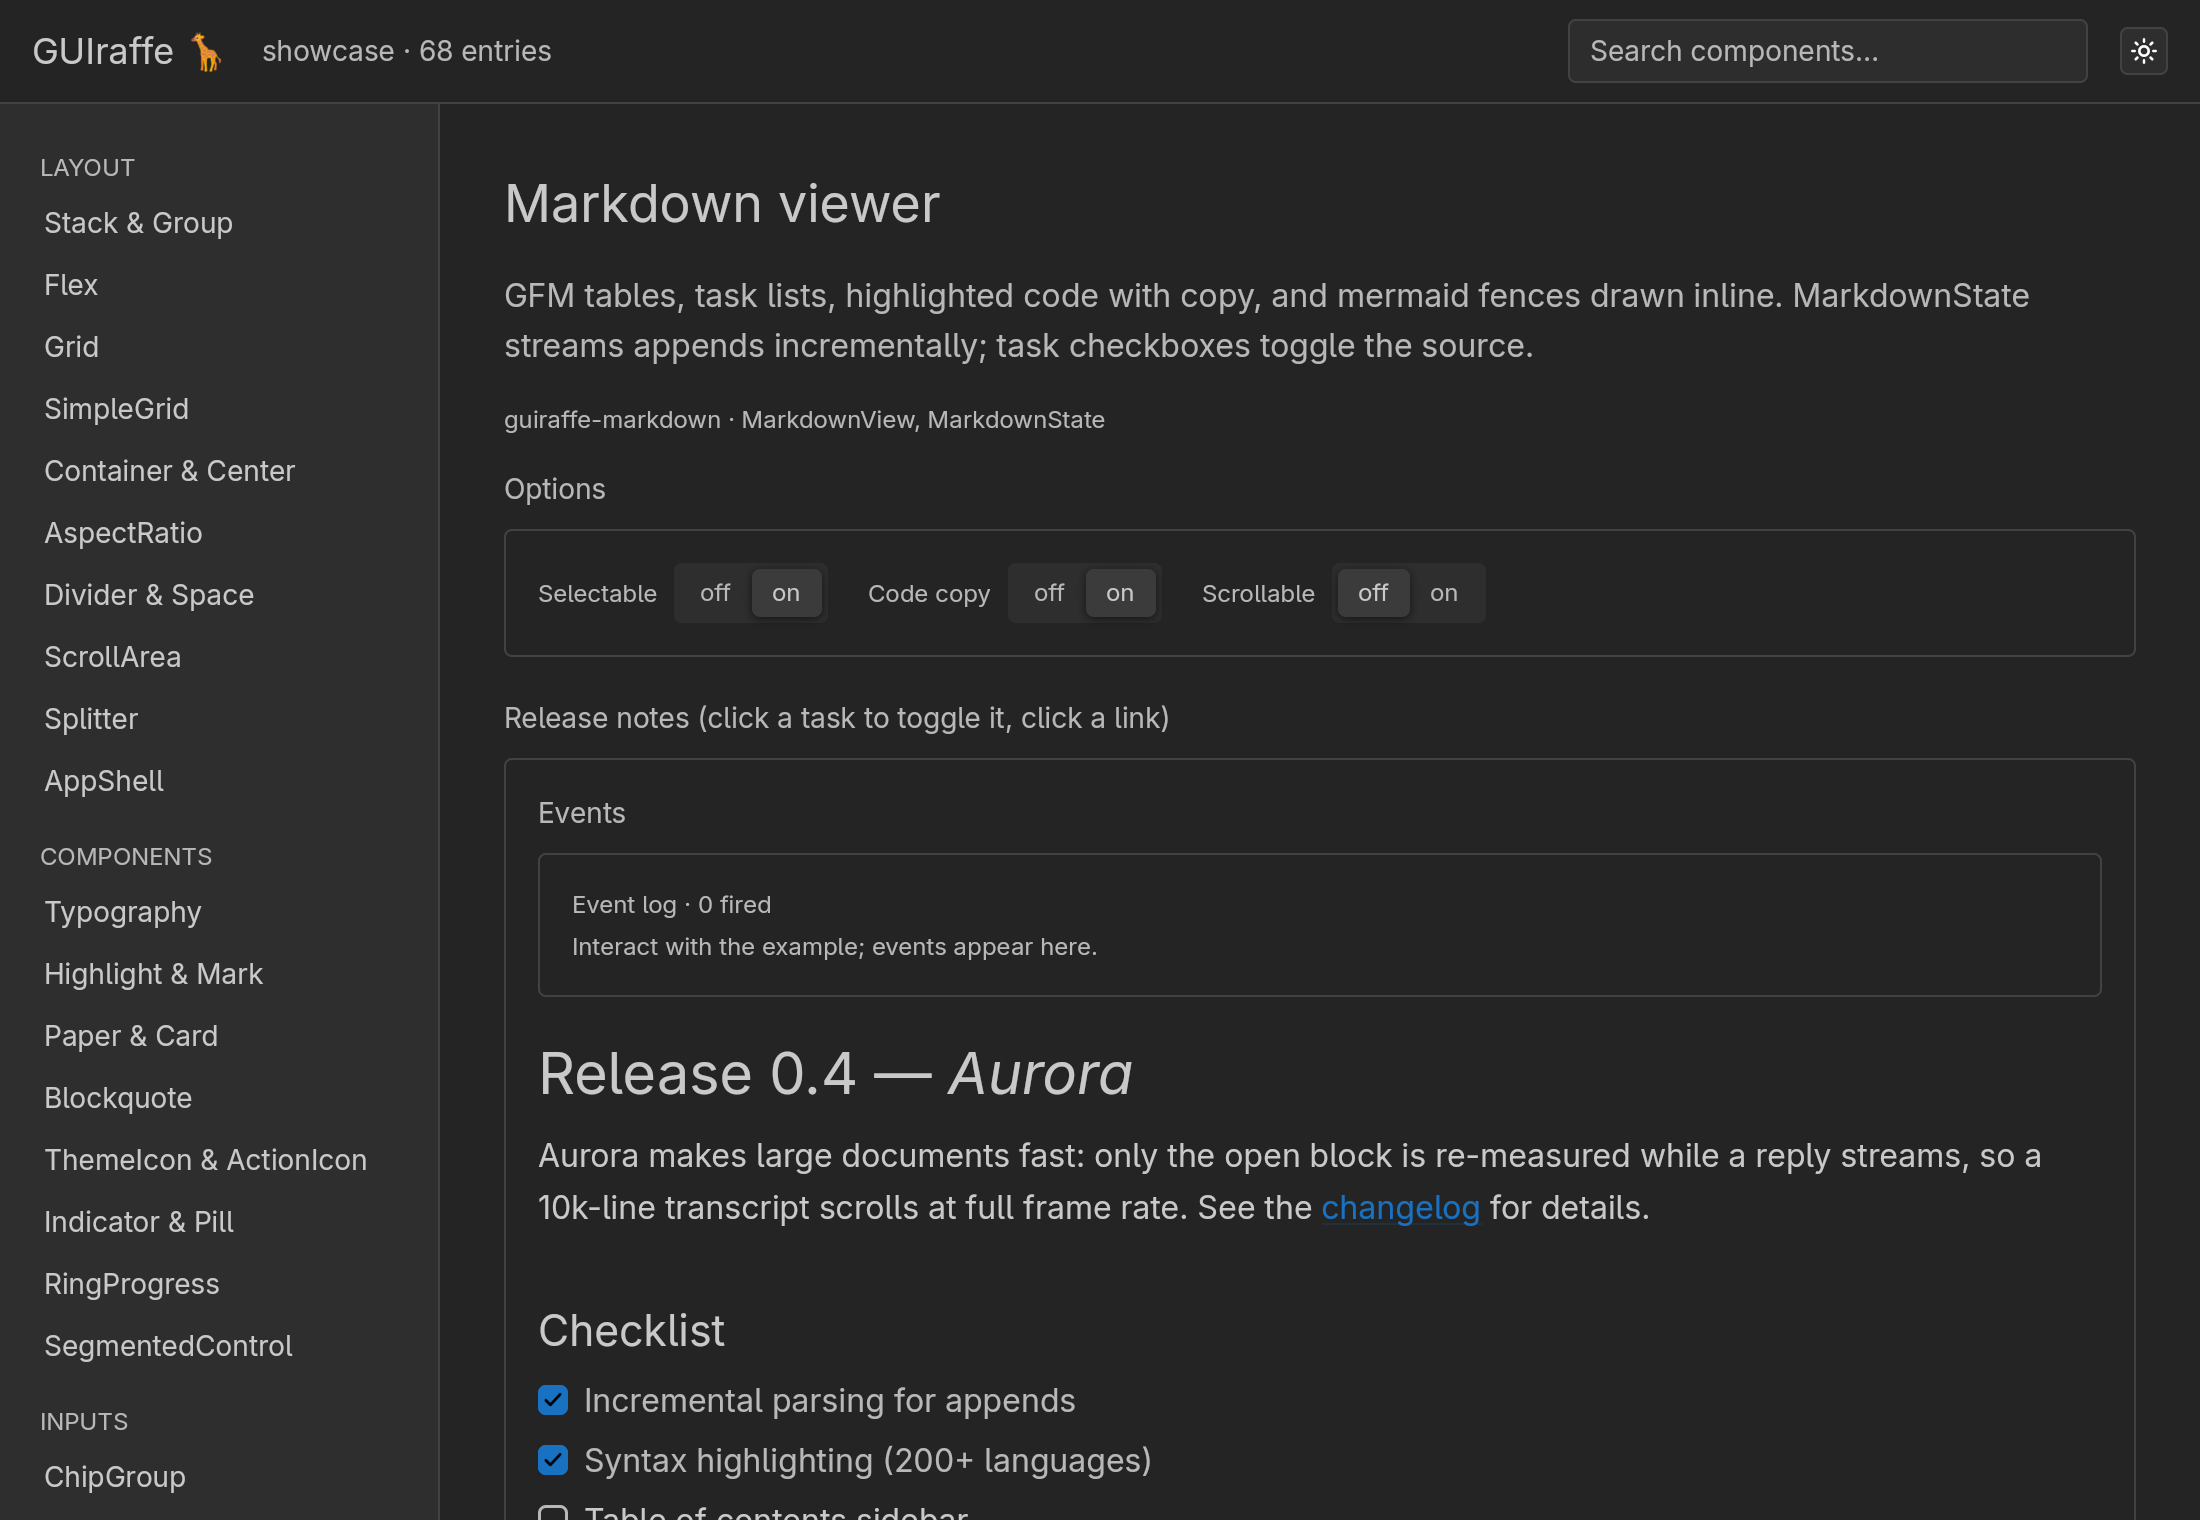 GUIraffe 🦒
showcase · 68 entries
Search components...
LAYOUT
Stack & Group
Flex
Grid
SimpleGrid
Container & Center
AspectRatio
Divider & Space
ScrollArea
Splitter
AppShell
COMPONENTS
Typography
Highlight & Mark
Paper & Card
Blockquote
ThemeIcon & ActionIcon
Indicator & Pill
RingProgress
SegmentedControl
INPUTS
ChipGroup
Markdown viewer
GFM tables, task lists, highlighted code with copy, and mermaid fences drawn inline. MarkdownState
streams appends incrementally; task checkboxes toggle the source.
guiraffe-markdown · MarkdownView, MarkdownState
Options
Selectable off on Code copy off on Scrollable off on
Release notes (click a task to toggle it, click a link)
Events
Event log · 0 fired
Interact with the example; events appear here.
Release 0.4 — Aurora
Aurora makes large documents fast: only the open block is re-measured while a reply streams, so a
10k-line transcript scrolls at full frame rate. See the changelog for details.
Checklist
Incremental parsing for appends
Syntax highlighting (200+ languages)
Table of contents sidebar